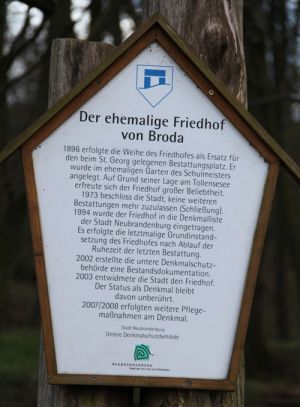 Der ehemalige Friedhof
von Broda
1896 erfolgte die Weihe des Friedhofes als Ersatz für
den beim St. Georg gelegenen Bestattungsplatz. Er
wurde im ehemaligen Garten des Schulmeisters
angelegt. Auf Grund seiner Lage am Tollensesee
erfreute sich der Friedhof großer Beliebtheit.
1973 beschloss die Stadt, keine weiteren
Bestattungen mehr zuzulassen (Schließung).
1994 wurde der Friedhof in die Denkmalliste
der Stadt Neubrandenburg eingetragen.
Es erfolgte die letztmalige Grundinstand-
setzung des Friedhofes nach Ablauf der
Ruhezeit der letzten Bestattung.
2002 erstellte die untere Denkmalschutz-
behörde eine Bestandsdokumentation.
2003 entwidmete die Stadt den Friedhof.
Der Status als Denkmal bleibt
davon unberührt.
2007/2008 erfolgten weitere Pflege-
maßnahmen am Denkmal.
Stadt Neubrandenburg
Untere Denkmalschutzbehörde